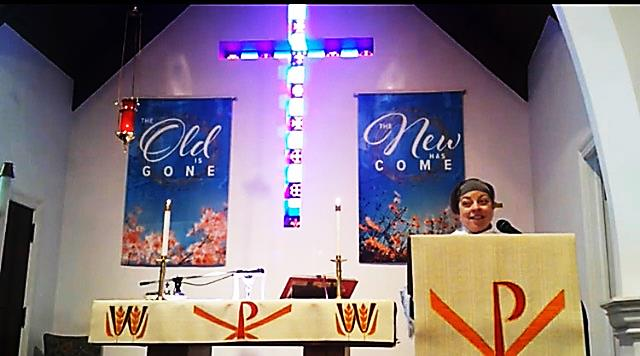 THE
Old
IS
GONE
THE
New
HAS
COME